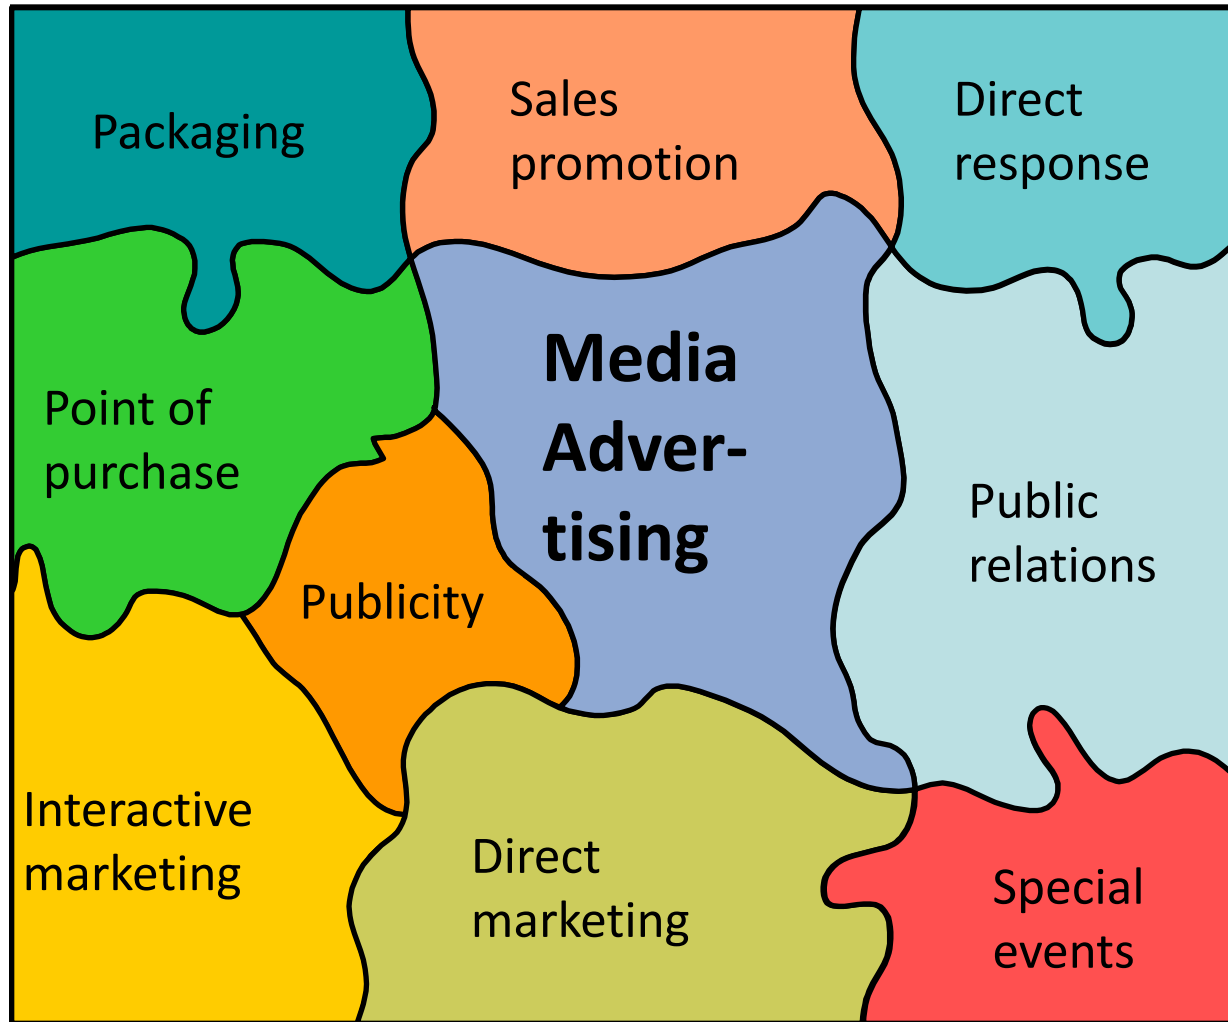 Packaging
Sales
promotion
Direct
response
Point of
purchase
Media
Adver-
tising
Public
relations
Publicity
Interactive
marketing
Direct
marketing
Special
events